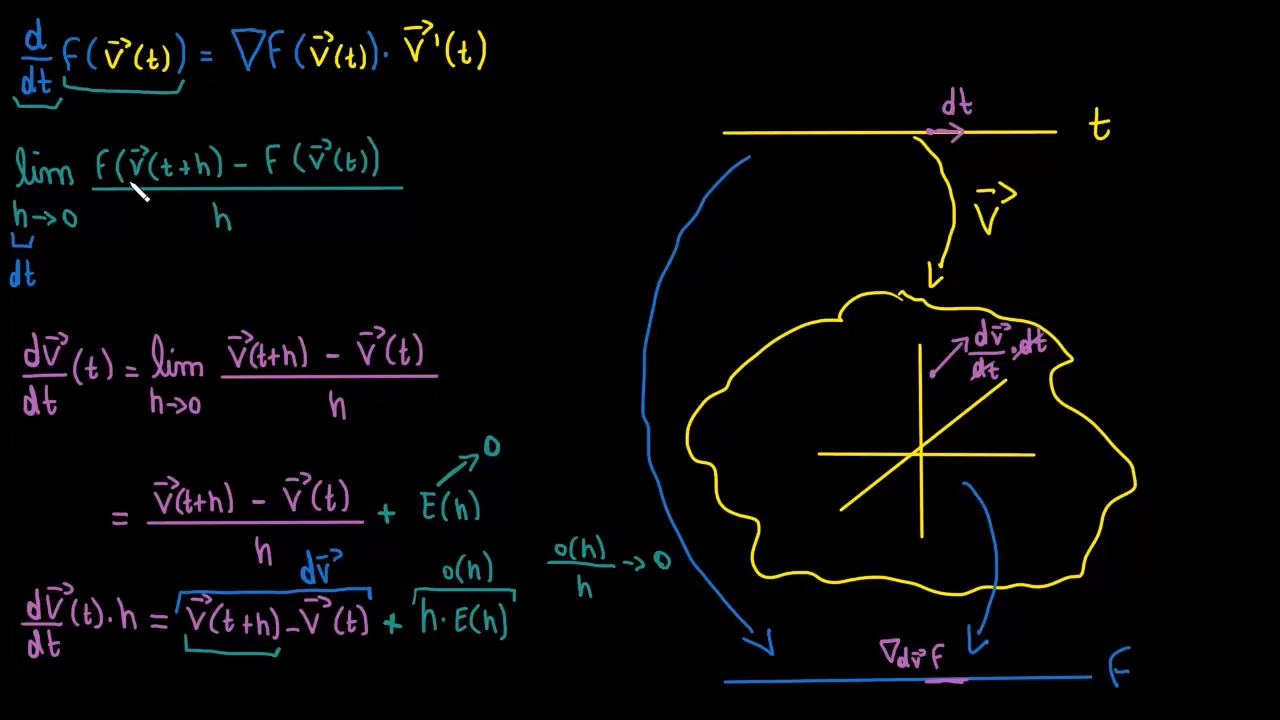 d/dt F(v⃗(t)) = ∇F(v⃗(t)) · v⃗'(t)
lim h→0 F(v⃗(t+h) − F(v⃗(t)) / h
dt
dv⃗/dt (t) = lim h→0 v⃗(t+h) − v⃗(t) / h
= v⃗(t+h) − v⃗(t) / h + E(h) → 0
dv⃗
o(h)
o(h)/h → 0
dv⃗/dt (t) · h = v⃗(t+h) − v⃗(t) + h · E(h)
dt
t
v⃗
dv⃗/dt · dt
∇dv⃗ F
F